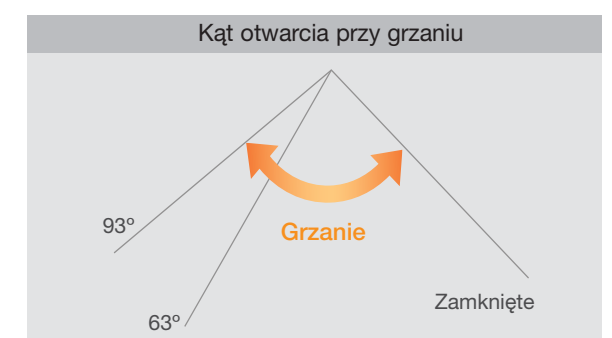 Kąt otwarcia przy grzaniu
93º
Grzanie
Zamknięte
63º